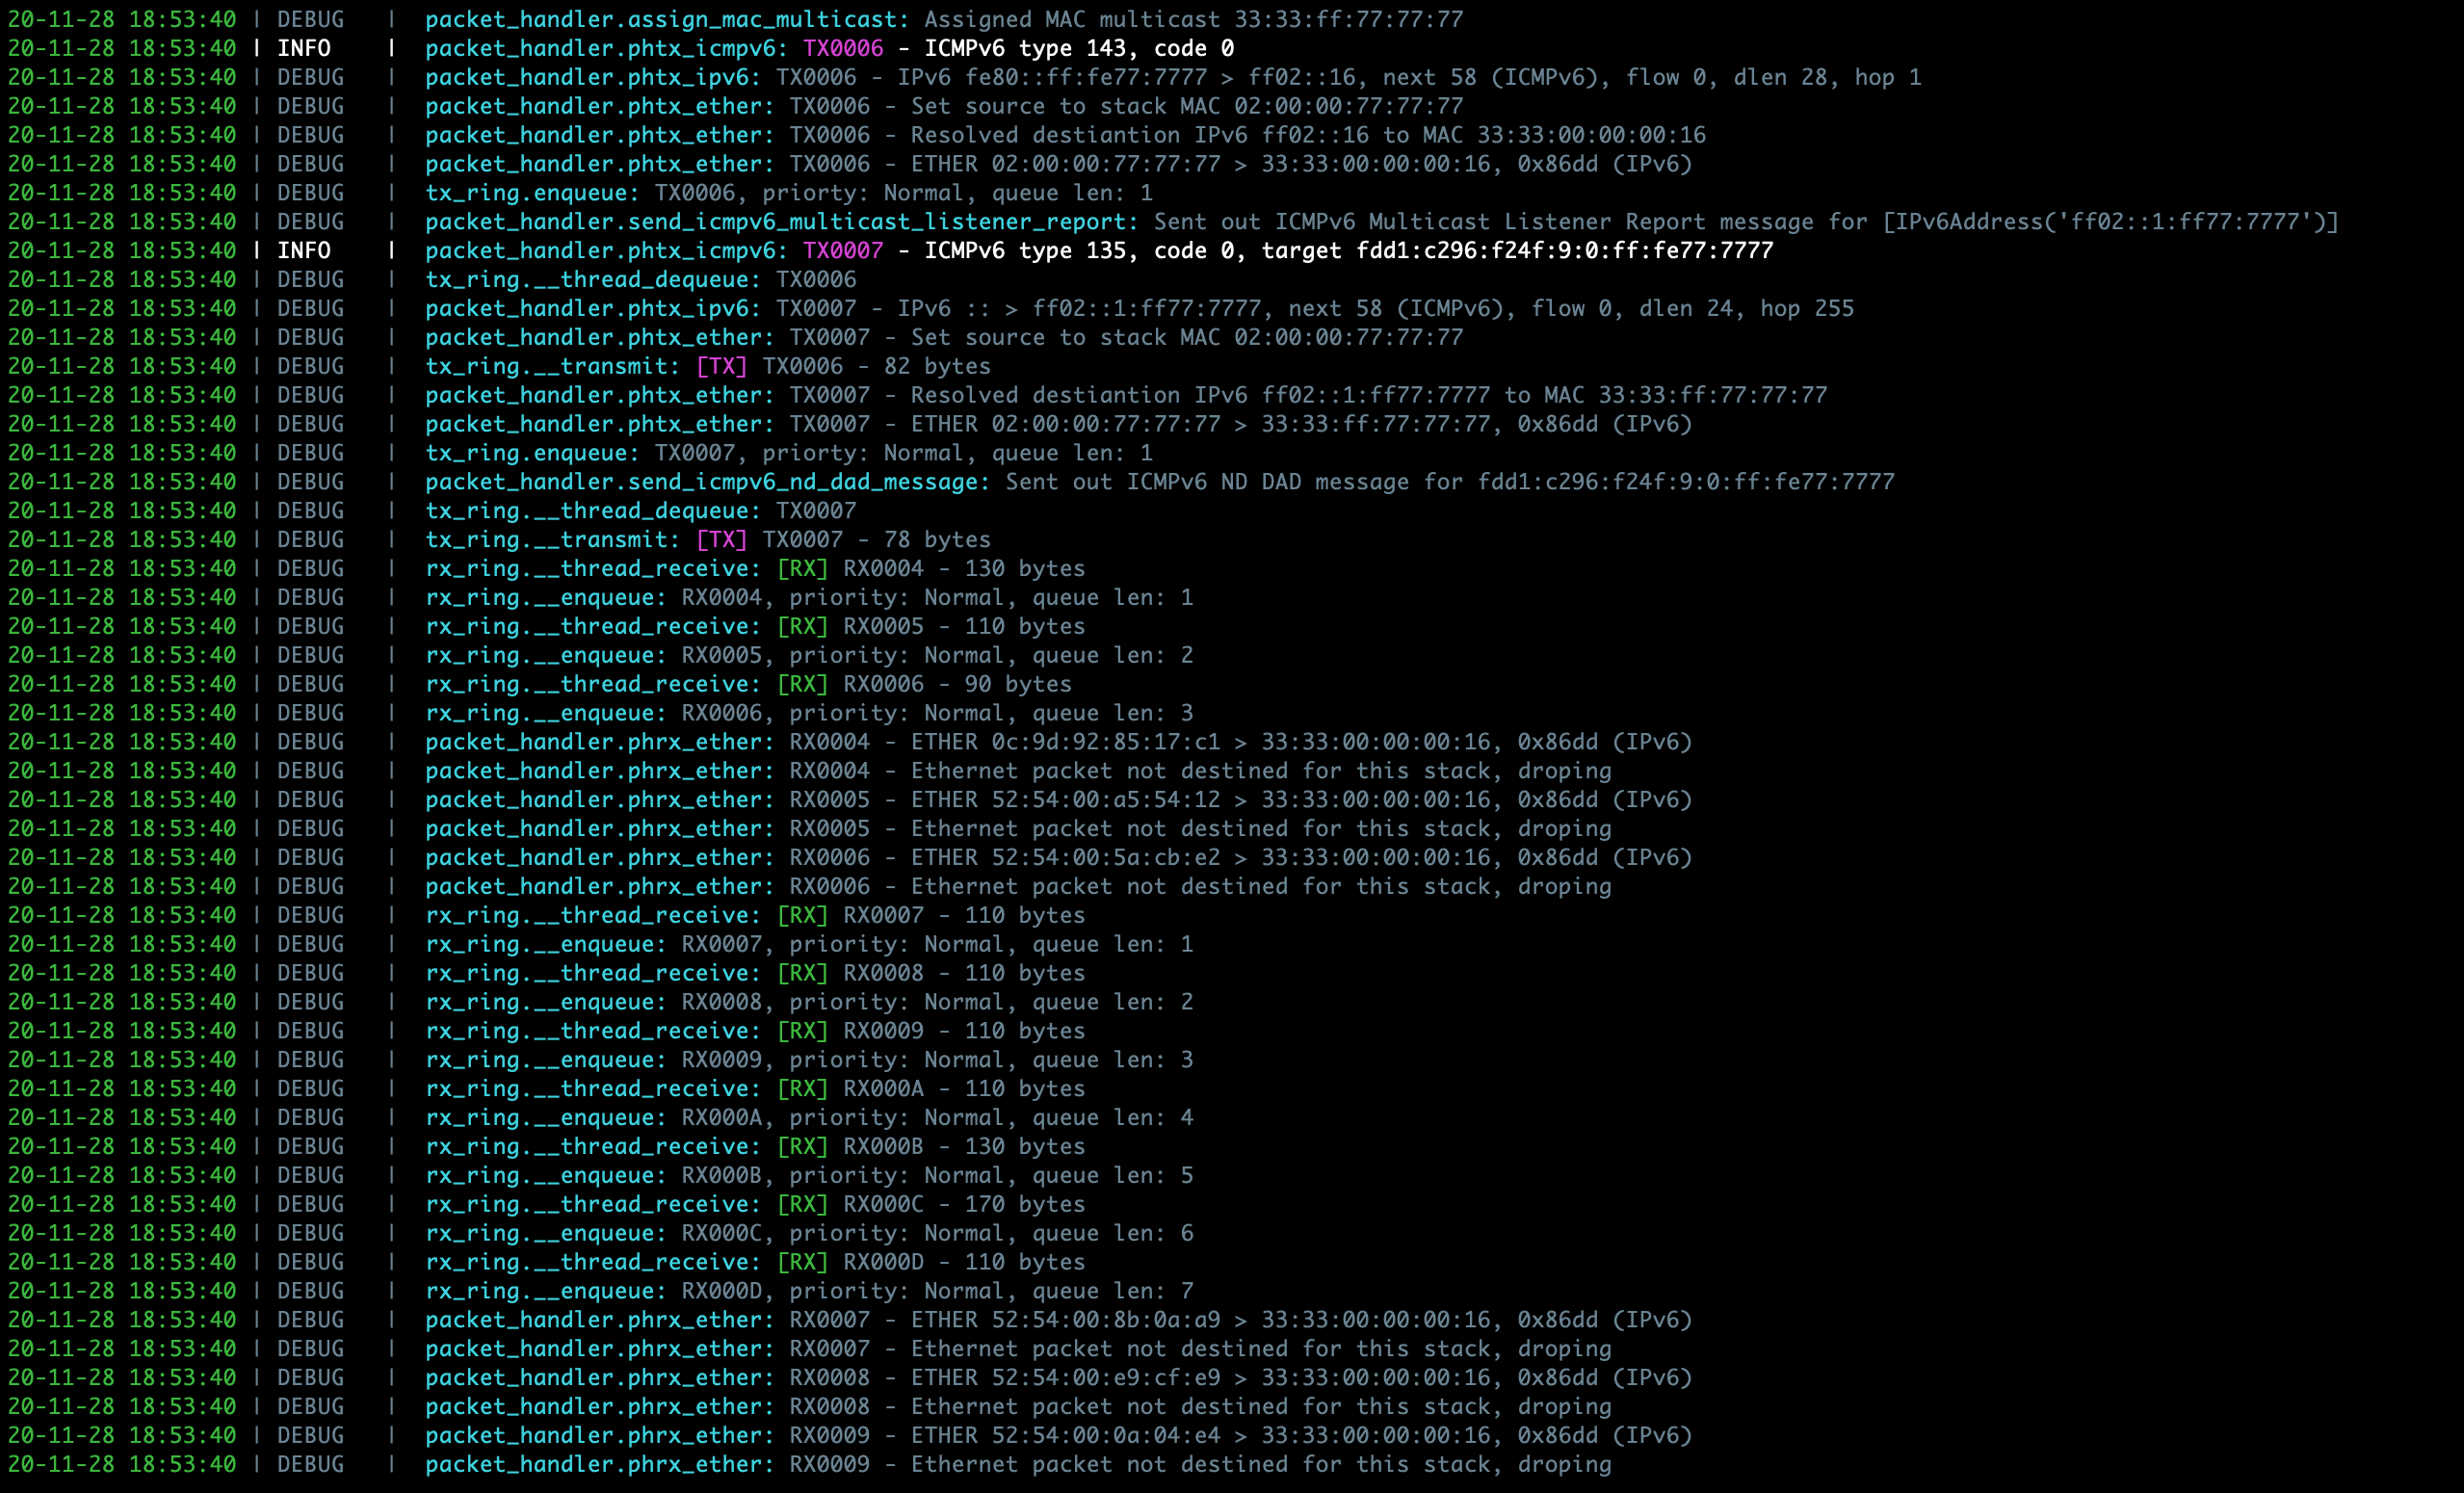 20-11-28 18:53:40 | DEBUG | packet_handler.assign_mac_multicast: Assigned MAC multicast 33:33:ff:77:77:77
20-11-28 18:53:40 | INFO | packet_handler.phtx_icmpv6: TX0006 - ICMPv6 type 143, code 0
20-11-28 18:53:40 | DEBUG | packet_handler.phtx_ipv6: TX0006 - IPv6 fe80::ff:fe77:7777 > ff02::16, next 58 (ICMPv6), flow 0, dlen 28, hop 1
20-11-28 18:53:40 | DEBUG | packet_handler.phtx_ether: TX0006 - Set source to stack MAC 02:00:00:77:77:77
20-11-28 18:53:40 | DEBUG | packet_handler.phtx_ether: TX0006 - Resolved destiantion IPv6 ff02::16 to MAC 33:33:00:00:00:16
20-11-28 18:53:40 | DEBUG | packet_handler.phtx_ether: TX0006 - ETHER 02:00:00:77:77:77 > 33:33:00:00:00:16, 0x86dd (IPv6)
20-11-28 18:53:40 | DEBUG | tx_ring.enqueue: TX0006, priorty: Normal, queue len: 1
20-11-28 18:53:40 | DEBUG | packet_handler.send_icmpv6_multicast_listener_report: Sent out ICMPv6 Multicast Listener Report message for [IPv6Address('ff02::1:ff77:7777')]
20-11-28 18:53:40 | INFO | packet_handler.phtx_icmpv6: TX0007 - ICMPv6 type 135, code 0, target fdd1:c296:f24f:9:0:ff:fe77:7777
20-11-28 18:53:40 | DEBUG | tx_ring.__thread_dequeue: TX0006
20-11-28 18:53:40 | DEBUG | packet_handler.phtx_ipv6: TX0007 - IPv6 :: > ff02::1:ff77:7777, next 58 (ICMPv6), flow 0, dlen 24, hop 255
20-11-28 18:53:40 | DEBUG | packet_handler.phtx_ether: TX0007 - Set source to stack MAC 02:00:00:77:77:77
20-11-28 18:53:40 | DEBUG | tx_ring.__transmit: [TX] TX0006 - 82 bytes
20-11-28 18:53:40 | DEBUG | packet_handler.phtx_ether: TX0007 - Resolved destiantion IPv6 ff02::1:ff77:7777 to MAC 33:33:ff:77:77:77
20-11-28 18:53:40 | DEBUG | packet_handler.phtx_ether: TX0007 - ETHER 02:00:00:77:77:77 > 33:33:ff:77:77:77, 0x86dd (IPv6)
20-11-28 18:53:40 | DEBUG | tx_ring.enqueue: TX0007, priorty: Normal, queue len: 1
20-11-28 18:53:40 | DEBUG | packet_handler.send_icmpv6_nd_dad_message: Sent out ICMPv6 ND DAD message for fdd1:c296:f24f:9:0:ff:fe77:7777
20-11-28 18:53:40 | DEBUG | tx_ring.__thread_dequeue: TX0007
20-11-28 18:53:40 | DEBUG | tx_ring.__transmit: [TX] TX0007 - 78 bytes
20-11-28 18:53:40 | DEBUG | rx_ring.__thread_receive: [RX] RX0004 - 130 bytes
20-11-28 18:53:40 | DEBUG | rx_ring.__enqueue: RX0004, priority: Normal, queue len: 1
20-11-28 18:53:40 | DEBUG | rx_ring.__thread_receive: [RX] RX0005 - 110 bytes
20-11-28 18:53:40 | DEBUG | rx_ring.__enqueue: RX0005, priority: Normal, queue len: 2
20-11-28 18:53:40 | DEBUG | rx_ring.__thread_receive: [RX] RX0006 - 90 bytes
20-11-28 18:53:40 | DEBUG | rx_ring.__enqueue: RX0006, priority: Normal, queue len: 3
20-11-28 18:53:40 | DEBUG | packet_handler.phrx_ether: RX0004 - ETHER 0c:9d:92:85:17:c1 > 33:33:00:00:00:16, 0x86dd (IPv6)
20-11-28 18:53:40 | DEBUG | packet_handler.phrx_ether: RX0004 - Ethernet packet not destined for this stack, droping
20-11-28 18:53:40 | DEBUG | packet_handler.phrx_ether: RX0005 - ETHER 52:54:00:a5:54:12 > 33:33:00:00:00:16, 0x86dd (IPv6)
20-11-28 18:53:40 | DEBUG | packet_handler.phrx_ether: RX0005 - Ethernet packet not destined for this stack, droping
20-11-28 18:53:40 | DEBUG | packet_handler.phrx_ether: RX0006 - ETHER 52:54:00:5a:cb:e2 > 33:33:00:00:00:16, 0x86dd (IPv6)
20-11-28 18:53:40 | DEBUG | packet_handler.phrx_ether: RX0006 - Ethernet packet not destined for this stack, droping
20-11-28 18:53:40 | DEBUG | rx_ring.__thread_receive: [RX] RX0007 - 110 bytes
20-11-28 18:53:40 | DEBUG | rx_ring.__enqueue: RX0007, priority: Normal, queue len: 1
20-11-28 18:53:40 | DEBUG | rx_ring.__thread_receive: [RX] RX0008 - 110 bytes
20-11-28 18:53:40 | DEBUG | rx_ring.__enqueue: RX0008, priority: Normal, queue len: 2
20-11-28 18:53:40 | DEBUG | rx_ring.__thread_receive: [RX] RX0009 - 110 bytes
20-11-28 18:53:40 | DEBUG | rx_ring.__enqueue: RX0009, priority: Normal, queue len: 3
20-11-28 18:53:40 | DEBUG | rx_ring.__thread_receive: [RX] RX000A - 110 bytes
20-11-28 18:53:40 | DEBUG | rx_ring.__enqueue: RX000A, priority: Normal, queue len: 4
20-11-28 18:53:40 | DEBUG | rx_ring.__thread_receive: [RX] RX000B - 130 bytes
20-11-28 18:53:40 | DEBUG | rx_ring.__enqueue: RX000B, priority: Normal, queue len: 5
20-11-28 18:53:40 | DEBUG | rx_ring.__thread_receive: [RX] RX000C - 170 bytes
20-11-28 18:53:40 | DEBUG | rx_ring.__enqueue: RX000C, priority: Normal, queue len: 6
20-11-28 18:53:40 | DEBUG | rx_ring.__thread_receive: [RX] RX000D - 110 bytes
20-11-28 18:53:40 | DEBUG | rx_ring.__enqueue: RX000D, priority: Normal, queue len: 7
20-11-28 18:53:40 | DEBUG | packet_handler.phrx_ether: RX0007 - ETHER 52:54:00:8b:0a:a9 > 33:33:00:00:00:16, 0x86dd (IPv6)
20-11-28 18:53:40 | DEBUG | packet_handler.phrx_ether: RX0007 - Ethernet packet not destined for this stack, droping
20-11-28 18:53:40 | DEBUG | packet_handler.phrx_ether: RX0008 - ETHER 52:54:00:e9:cf:e9 > 33:33:00:00:00:16, 0x86dd (IPv6)
20-11-28 18:53:40 | DEBUG | packet_handler.phrx_ether: RX0008 - Ethernet packet not destined for this stack, droping
20-11-28 18:53:40 | DEBUG | packet_handler.phrx_ether: RX0009 - ETHER 52:54:00:0a:04:e4 > 33:33:00:00:00:16, 0x86dd (IPv6)
20-11-28 18:53:40 | DEBUG | packet_handler.phrx_ether: RX0009 - Ethernet packet not destined for this stack, droping